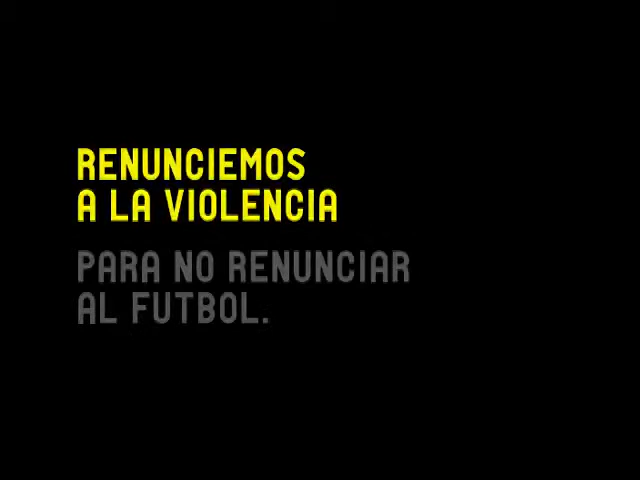 RENUNCIEMOS
A LA VIOLENCIA
PARA NO RENUNCIAR
AL FUTBOL.